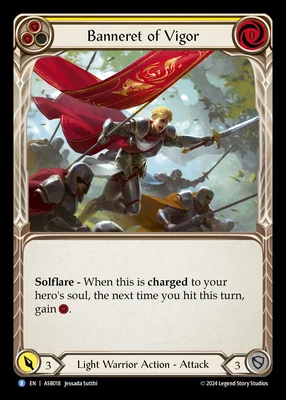 Banneret of Vigor
Solflare - When this is charged to your
hero's soul, the next time you hit this turn,
gain .
3
Light Warrior Action - Attack
3
R EN | ASB018 Jessada Sutthi
© 2024 Legend Story Studios